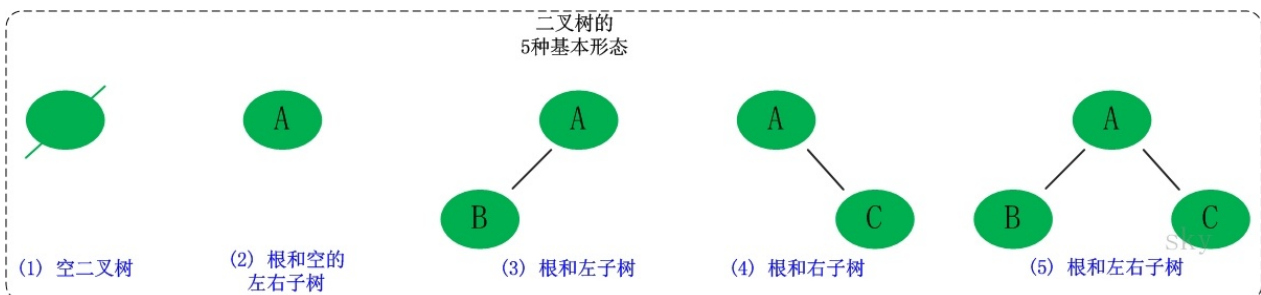 二叉树的
5种基本形态
A
A
A
A
B
C
B
C
sky
(1) 空二叉树
(2) 根和空的
左右子树
(3) 根和左子树
(4) 根和右子树
(5) 根和左右子树